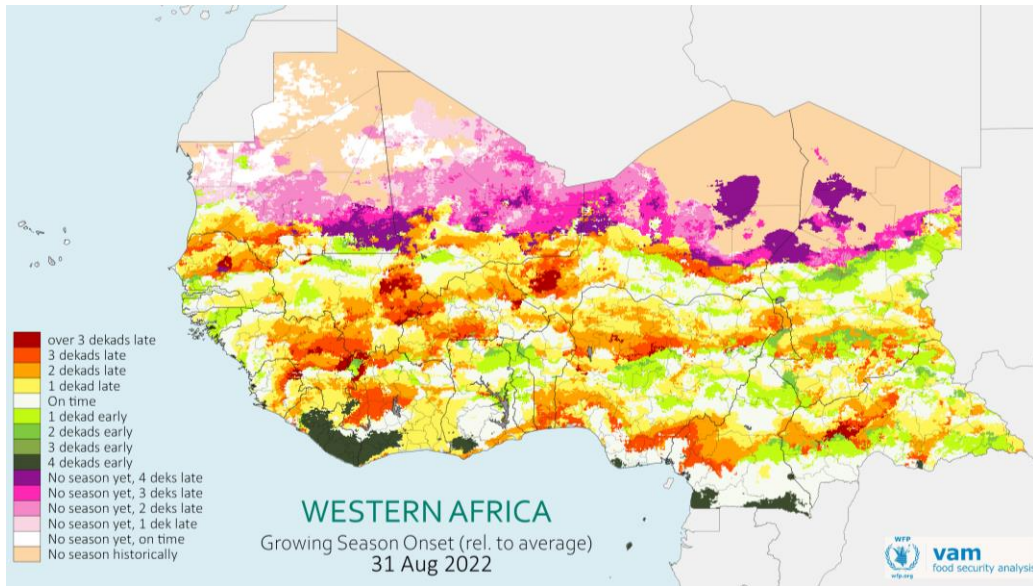 over 3 dekads late
3 dekads late
2 dekads late
1 dekad late
On time
1 dekad early
2 dekads early
3 dekads early
4 dekads early
No season yet, 4 deks late
No season yet, 3 deks late
No season yet, 2 deks late
No season yet, 1 dek late
No season yet, on time
No season historically
WESTERN AFRICA
Growing Season Onset (rel. to average)
31 Aug 2022
WFP
wfp.org
vam
food security analysis